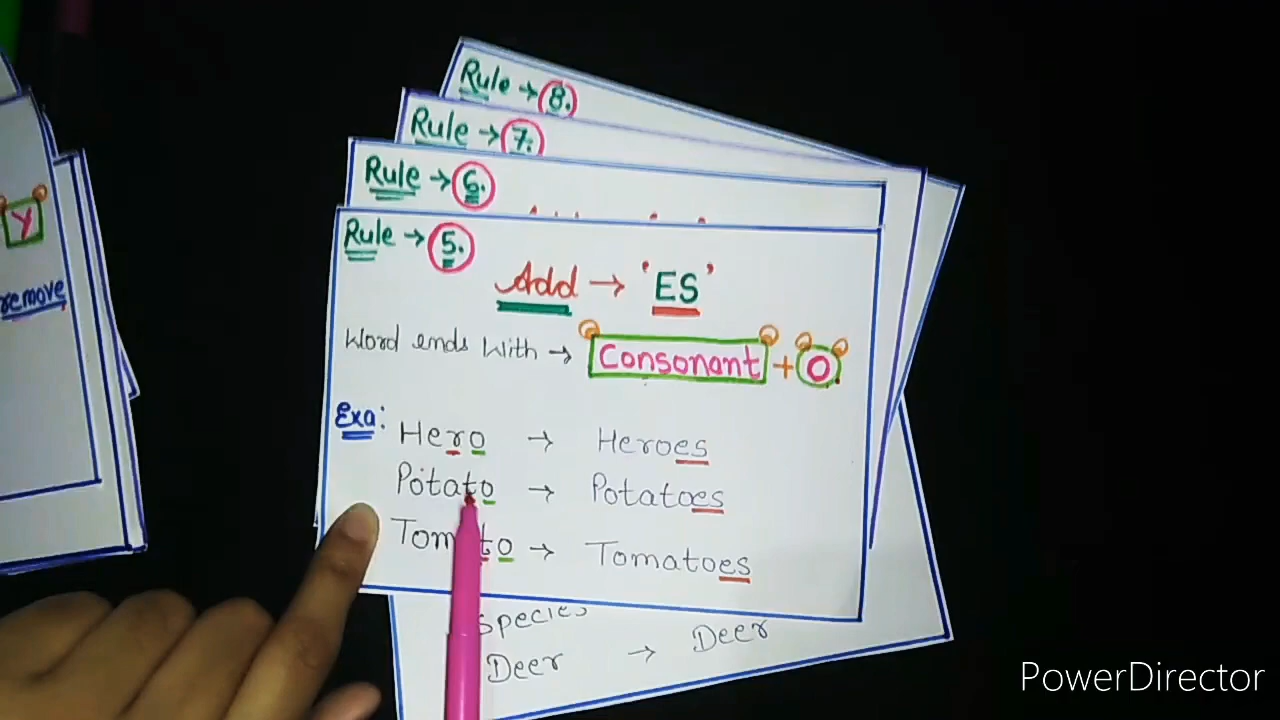 Rule → 8.
Rule → 7.
Rule → 6.
Rule → 5.
Add → 'ES'
Word ends With → Consonant + O
Exa:
Hero → Heroes
Potato → Potatoes
→ Tomatoes
Species
Deer → Deer
Y
remove
PowerDirector